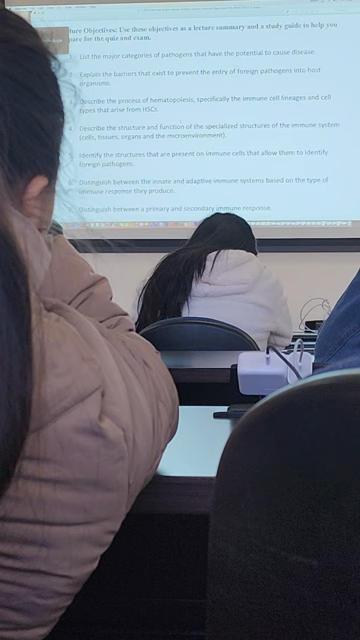 ture Objectives: Use these objectives as a lecture summary and a study guide to help you
pare for the quiz and exam.
List the major categories of pathogens that have the potential to cause disease.
Explain the barriers that exist to prevent the entry of foreign pathogens into host
organisms.
Describe the process of hematopoiesis, specifically the immune cell lineages and cell
types that arise from HSCs.
Describe the structure and function of the specialized structures of the immune system
(cells, tissues, organs and the microenvironment).
Identify the structures that are present on immune cells that allow them to identify
foreign pathogens.
Distinguish between the innate and adaptive immune systems based on the type of
immune response they produce.
Distinguish between a primary and secondary immune response.